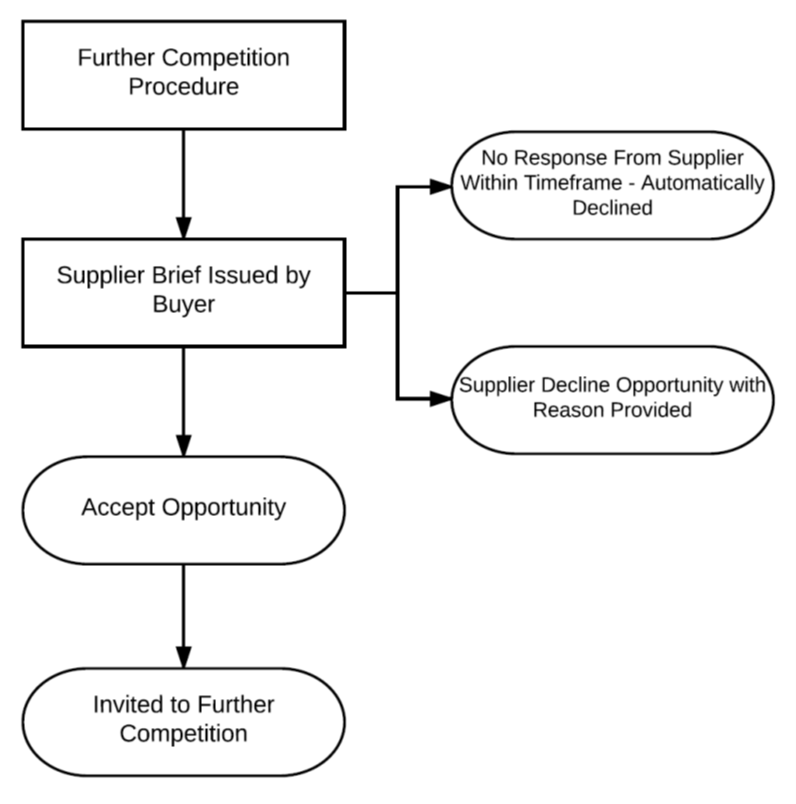 Further Competition
Procedure
No Response From Supplier
Within Timeframe - Automatically
Declined
Supplier Brief Issued by
Buyer
Supplier Decline Opportunity with
Reason Provided
Accept Opportunity
Invited to Further
Competition